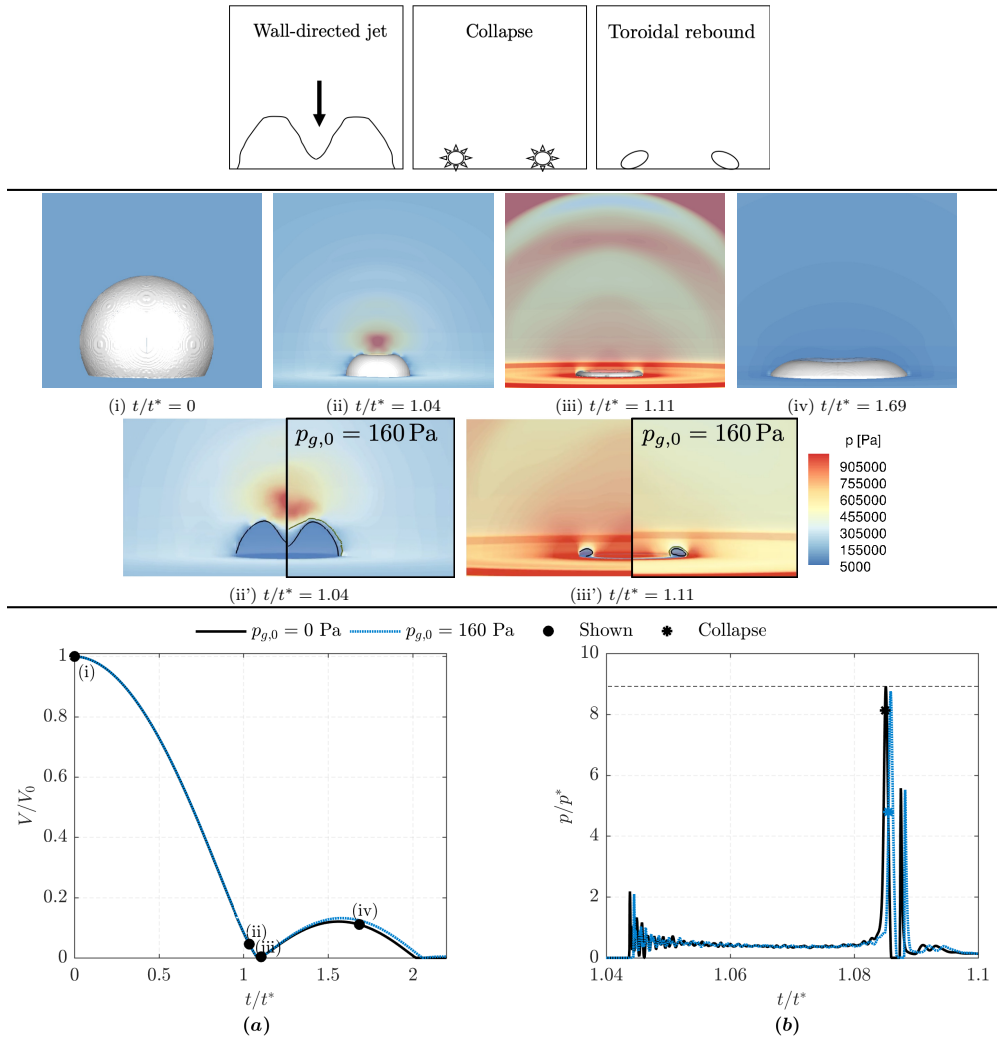 Wall-directed jet
Collapse
Toroidal rebound
(i) t/t* = 0
(ii) t/t* = 1.04
(iii) t/t* = 1.11
(iv) t/t* = 1.69
p_{g,0} = 160 Pa
p_{g,0} = 160 Pa
p [Pa]
905000
755000
605000
455000
305000
155000
5000
(ii') t/t* = 1.04
(iii') t/t* = 1.11
p_{g,0} = 0 Pa
p_{g,0} = 160 Pa
Shown
Collapse
1
0.8
0.6
0.4
0.2
0
V/V_0
(i)
(ii)
(iii)
(iv)
0
0.5
1
1.5
2
t/t*
(a)
10
8
6
4
2
0
p/p*
1.04
1.06
1.08
1.1
t/t*
(b)